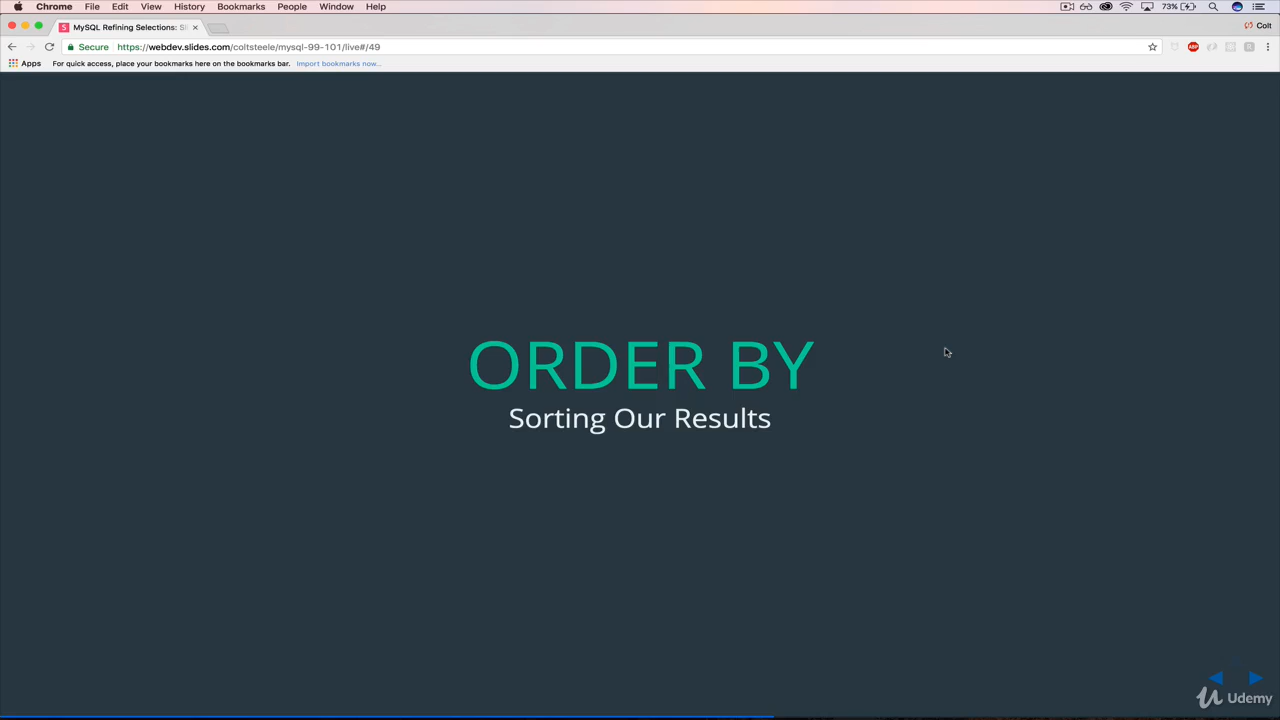 Chrome File Edit View History Bookmarks People Window Help
73%
MySQL Refining Selections: Sl
Colt
Secure https://webdev.slides.com/coltsteele/mysql-99-101/live#/49
ABP
Apps For quick access, place your bookmarks here on the bookmarks bar. Import bookmarks now...
ORDER BY
Sorting Our Results
Udemy